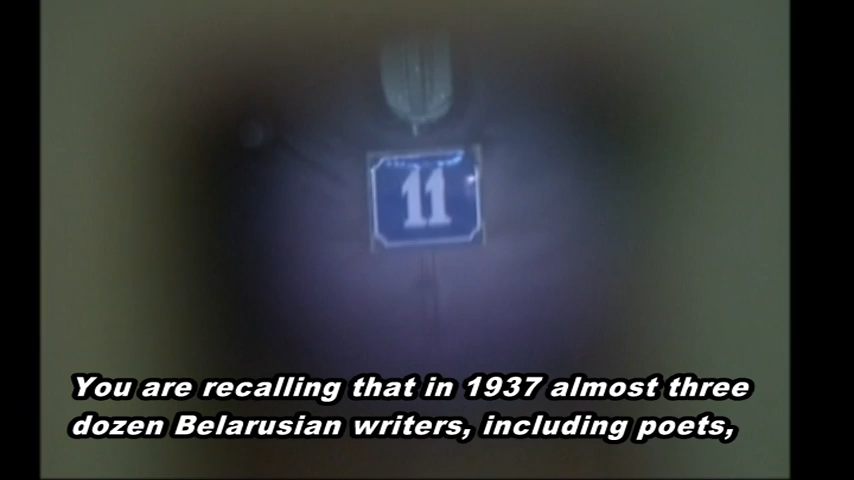 11
You are recalling that in 1937 almost three
dozen Belarusian writers, including poets,